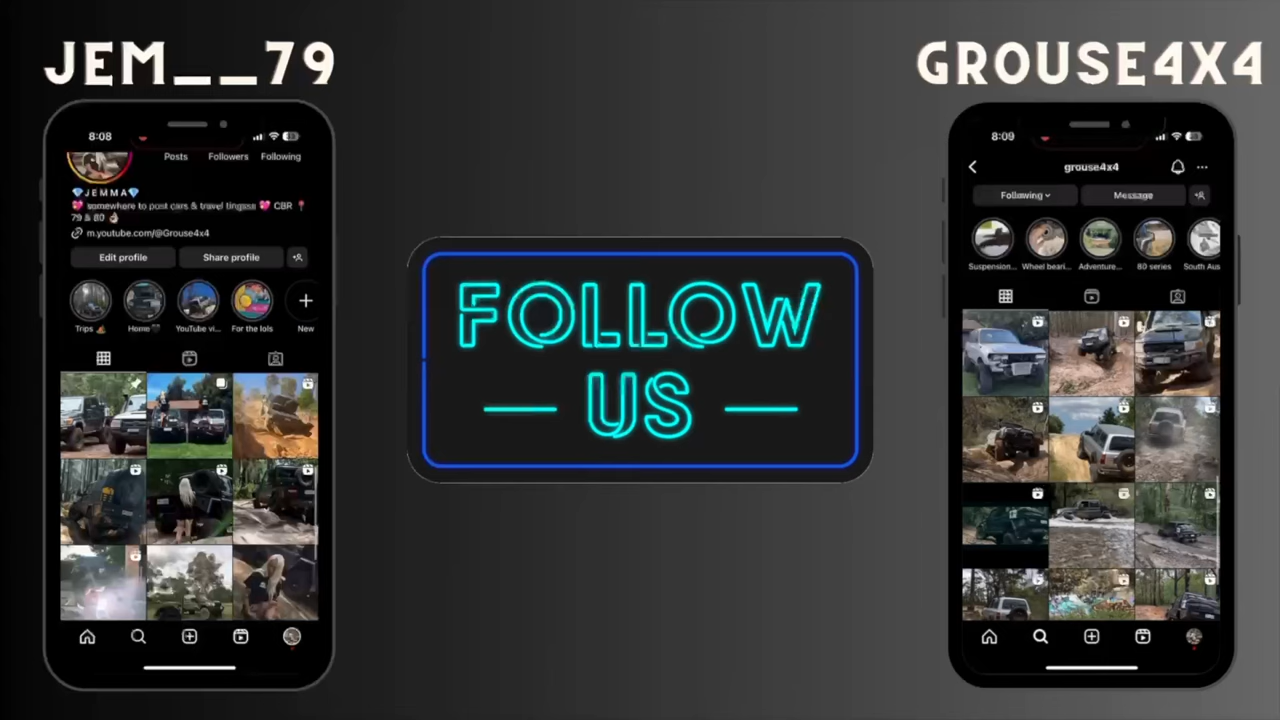 JEM__79
8:08
Posts Followers Following
💎J E M M A💎
💖 somewhere to post cars & travel tingsss 💖 CBR 📍
79 & 80 👌🏼
m.youtube.com/@Grouse4x4
Edit profile Share profile
Trips 🏕️ Home🖤 YouTube vi... For the lols New
FOLLOW
US
GROUSE4X4
8:09
grouse4x4
Following Message
Suspension... Wheel beari... Adventure... 80 series South Aus